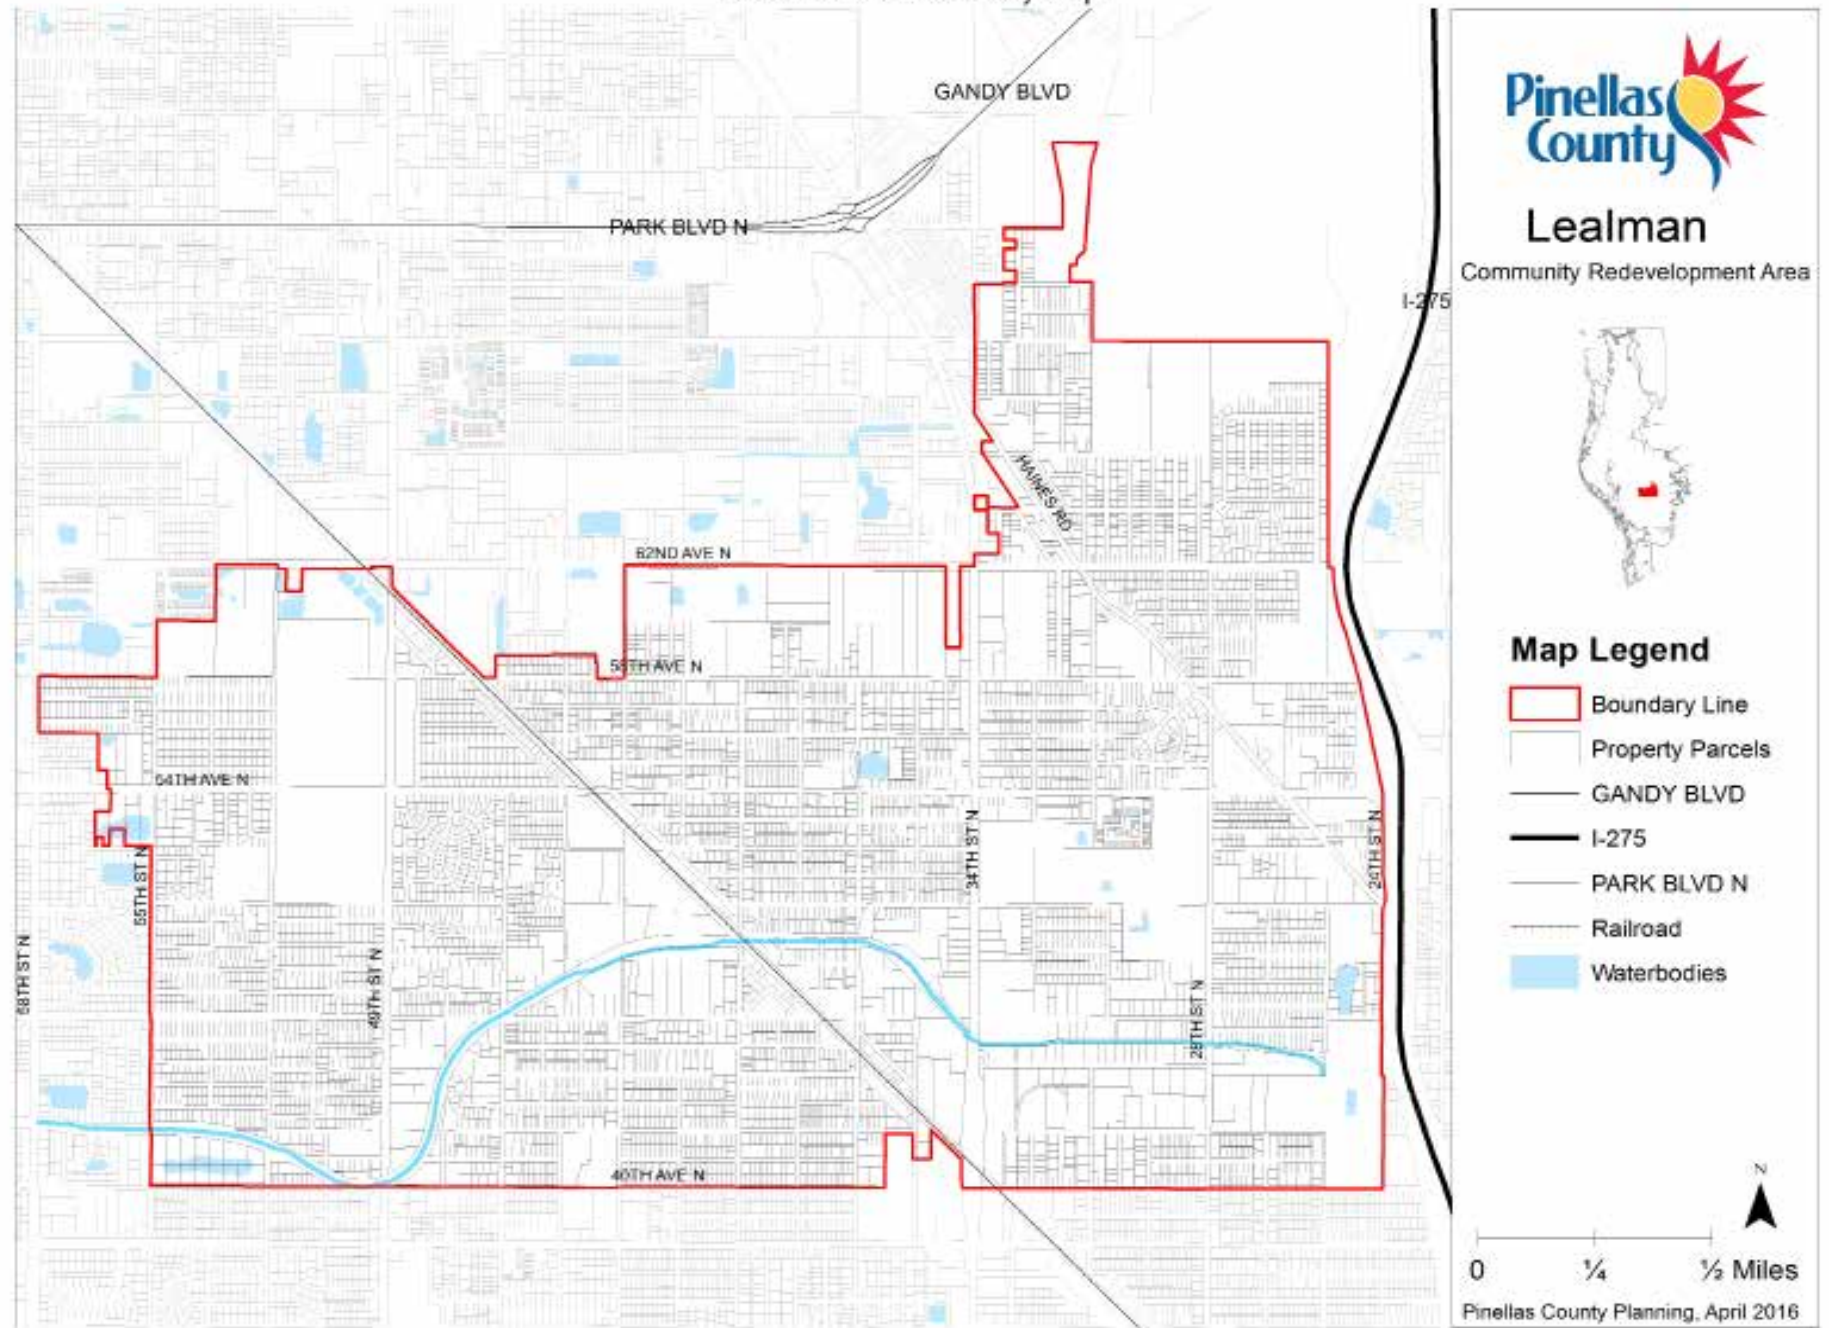 GANDY BLVD
PARK BLVD N
I-275
HAINES RD
62ND AVE N
58TH AVE N
54TH AVE N
34TH ST N
20TH ST N
55TH ST N
58TH ST N
49TH ST N
28TH ST N
40TH AVE N
Pinellas
County
Lealman
Community Redevelopment Area
Map Legend
Boundary Line
Property Parcels
GANDY BLVD
I-275
PARK BLVD N
Railroad
Waterbodies
N
0 ¼ ½ Miles
Pinellas County Planning, April 2016